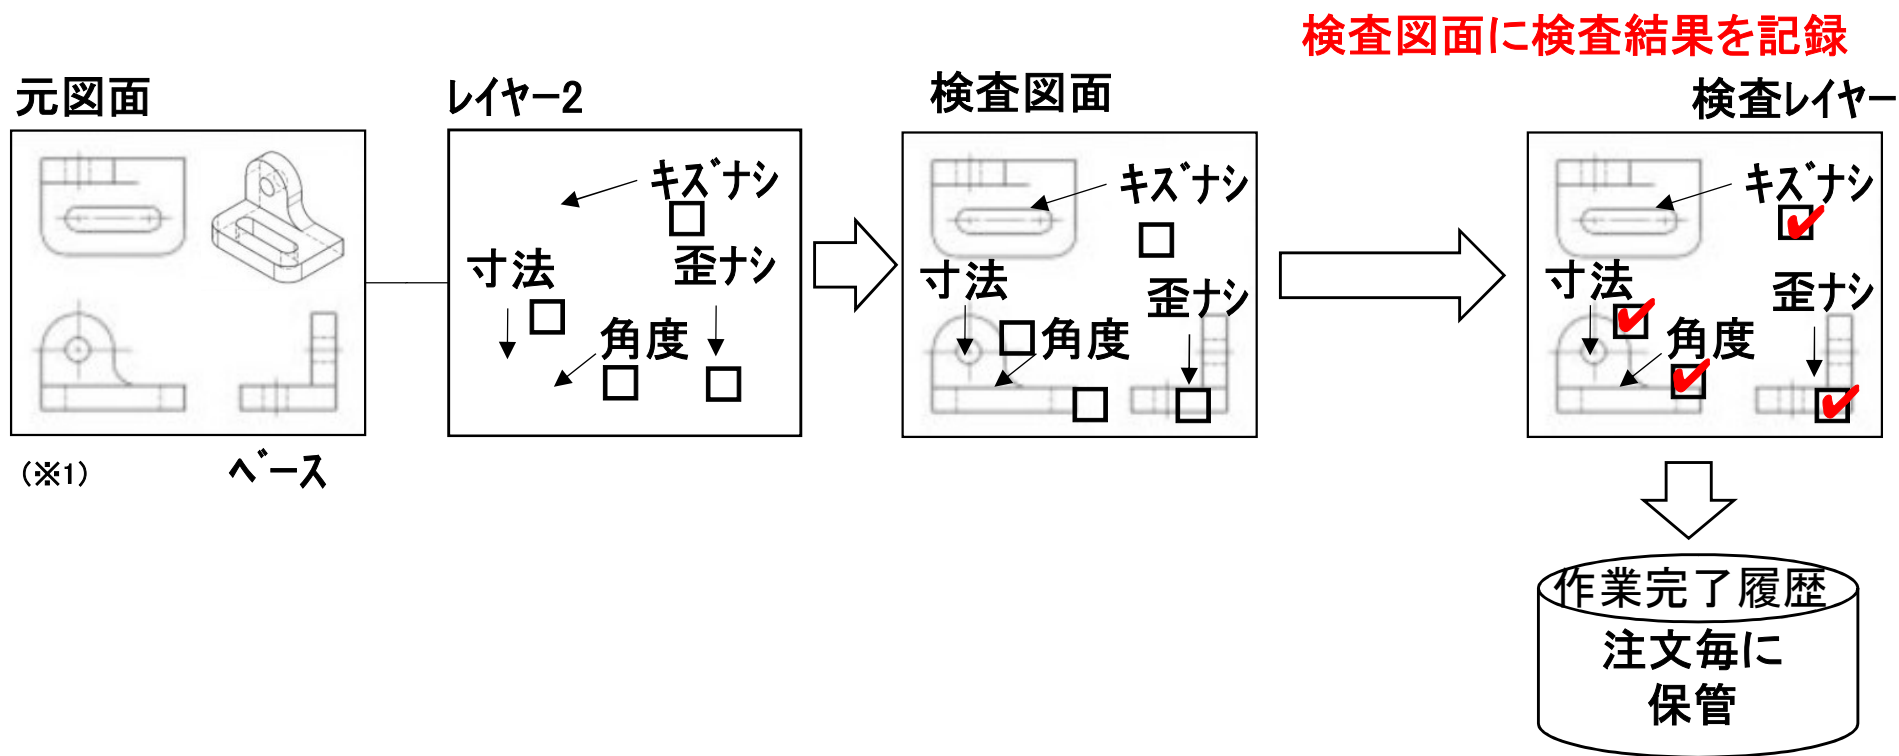 検査図面に検査結果を記録
元図面
レイヤー2
検査図面
検査レイヤー
キズナシ
寸法
歪ナシ
角度
キズナシ
寸法
歪ナシ
角度
キズナシ
寸法
歪ナシ
角度
(※1)
ベース
作業完了履歴
注文毎に
保管